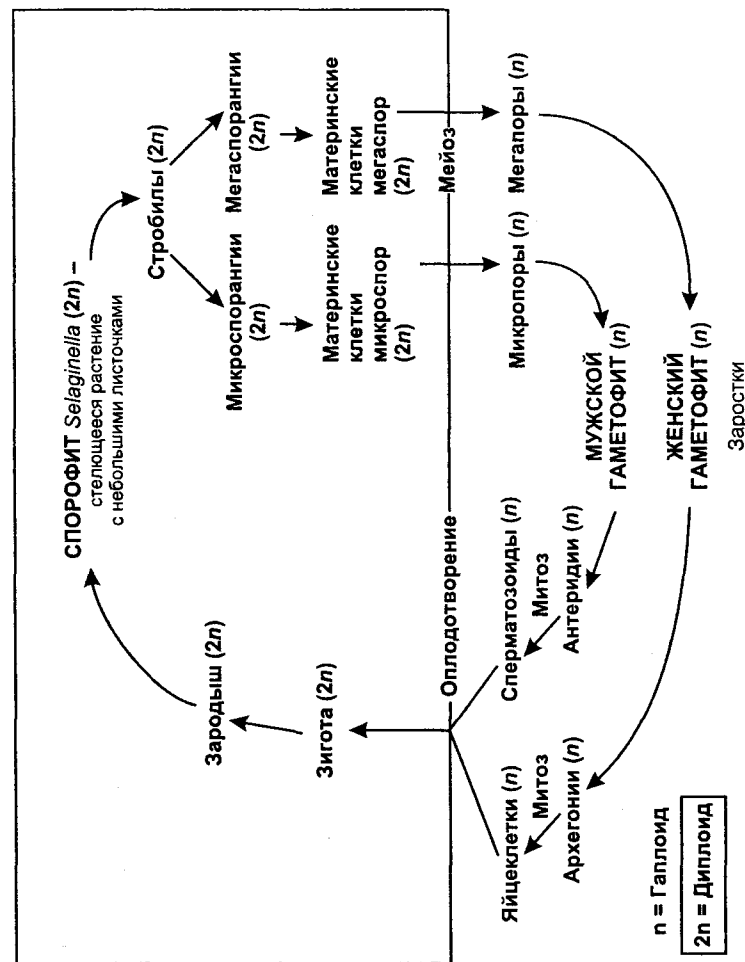 СПОРОФИТ Selaginella (2n) –
стелющееся растение
с небольшими листочками
Стробилы (2n)
Микроспорангии
(2n)
Мегаспорангии
(2n)
Материнские
клетки
микроспор
(2n)
Материнские
клетки
мегаспор
(2n)
Мейоз
Микропоры (n)
Мегапоры (n)
МУЖСКОЙ
ГАМЕТОФИТ (n)
ЖЕНСКИЙ
ГАМЕТОФИТ (n)
Заростки
Зародыш (2n)
Зигота (2n)
Оплодотворение
Сперматозоиды (n)
Митоз
Антеридии (n)
Яйцеклетки (n)
Митоз
Архегонии (n)
n = Гаплоид
2n = Диплоид